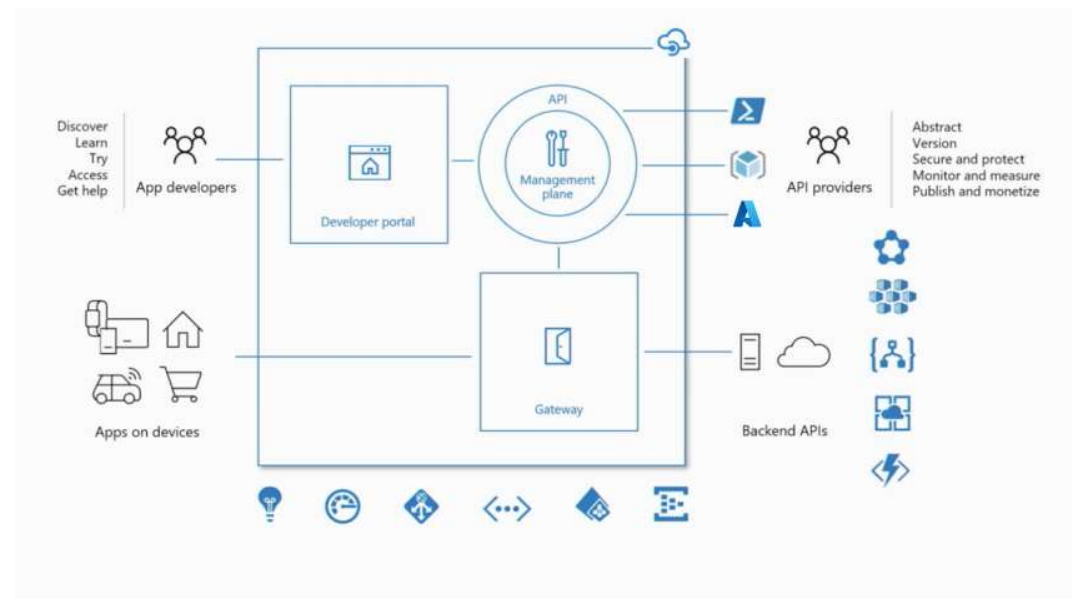 Discover
Learn
Try
Access
Get help
App developers
Developer portal
API
Management
plane
API providers
Abstract
Version
Secure and protect
Monitor and measure
Publish and monetize
Apps on devices
Gateway
Backend APIs